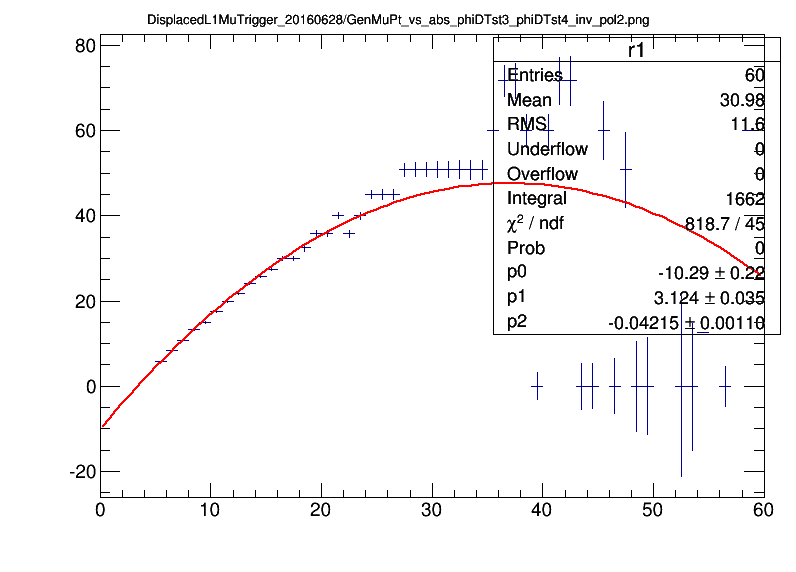 DisplacedL1MuTrigger_20160628/GenMuPt_vs_abs_phiDTst3_phiDTst4_inv_pol2.png
r1
Entries 60
Mean 30.98
RMS 11.6
Underflow 0
Overflow 0
Integral 1662
χ² / ndf 818.7 / 45
Prob 0
p0 -10.29 ± 0.22
p1 3.124 ± 0.035
p2 -0.04215 ± 0.00110
80
60
40
20
0
-20
0 10 20 30 40 50 60